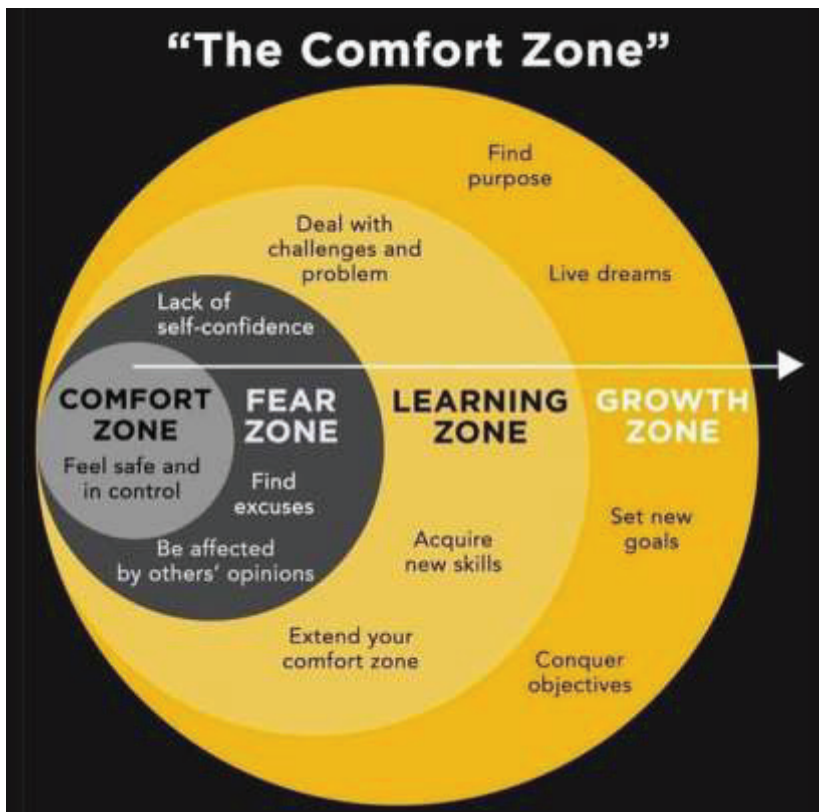 “The Comfort Zone”
Find
purpose
Deal with
challenges and
problem
Live dreams
Lack of
self-confidence
COMFORT
ZONE
Feel safe and
in control
FEAR
ZONE
Find
excuses
Be affected
by others’ opinions
LEARNING
ZONE
Acquire
new skills
Extend your
comfort zone
GROWTH
ZONE
Set new
goals
Conquer
objectives